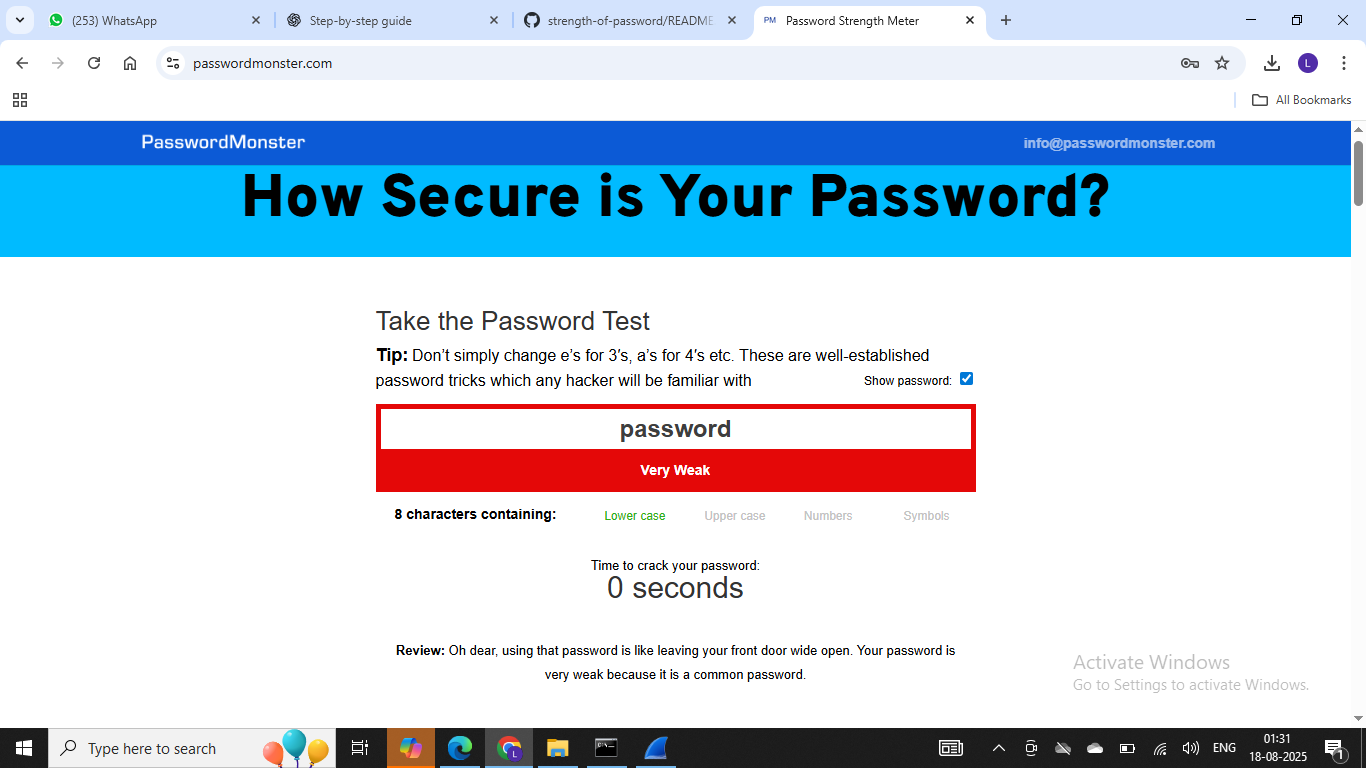 (253) WhatsApp
Step-by-step guide
strength-of-password/README
Password Strength Meter
passwordmonster.com
L
All Bookmarks
PasswordMonster
info@passwordmonster.com
How Secure is Your Password?
Take the Password Test
Tip: Don’t simply change e’s for 3′s, a’s for 4′s etc. These are well-established
password tricks which any hacker will be familiar with
Show password:
password
Very Weak
8 characters containing: Lower case Upper case Numbers Symbols
Time to crack your password:
0 seconds
Review: Oh dear, using that password is like leaving your front door wide open. Your password is
very weak because it is a common password.
Activate Windows
Go to Settings to activate Windows.
Type here to search
ENG
01:31
18-08-2025
1